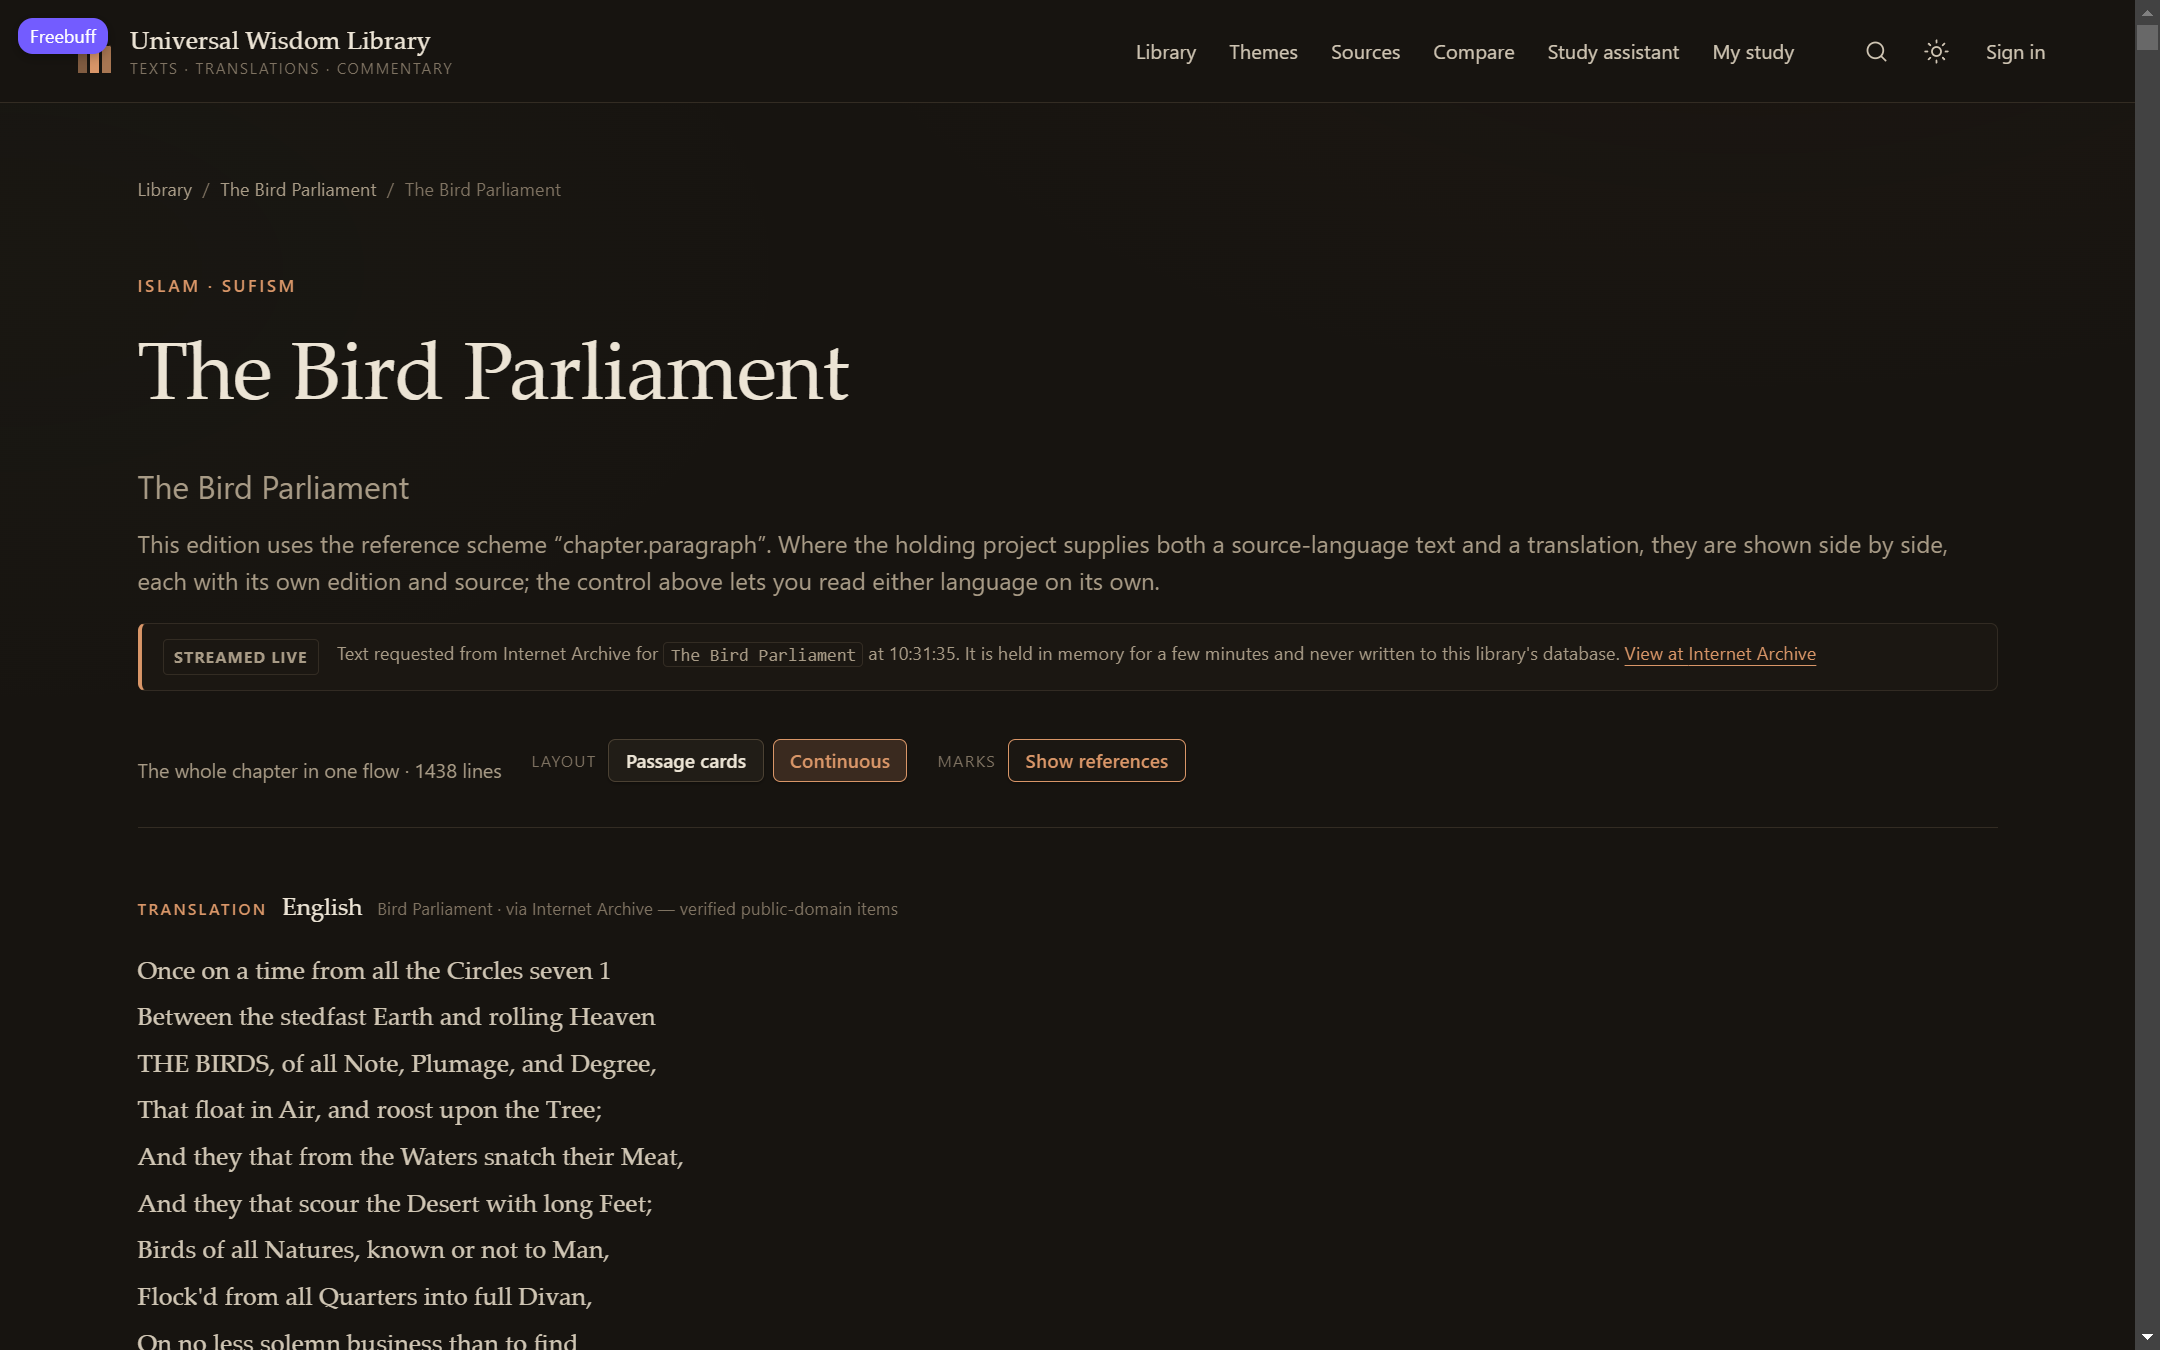 Freebuff
Universal Wisdom Library
TEXTS · TRANSLATIONS · COMMENTARY
Library Themes Sources Compare Study assistant My study Sign in
Library / The Bird Parliament / The Bird Parliament
ISLAM · SUFISM
The Bird Parliament
The Bird Parliament
This edition uses the reference scheme “chapter.paragraph”. Where the holding project supplies both a source-language text and a translation, they are shown side by side,
each with its own edition and source; the control above lets you read either language on its own.
STREAMED LIVE Text requested from Internet Archive for The Bird Parliament at 10:31:35. It is held in memory for a few minutes and never written to this library's database. View at Internet Archive
The whole chapter in one flow · 1438 lines LAYOUT Passage cards Continuous MARKS Show references
TRANSLATION English Bird Parliament · via Internet Archive — verified public-domain items
Once on a time from all the Circles seven 1
Between the stedfast Earth and rolling Heaven
THE BIRDS, of all Note, Plumage, and Degree,
That float in Air, and roost upon the Tree;
And they that from the Waters snatch their Meat,
And they that scour the Desert with long Feet;
Birds of all Natures, known or not to Man,
Flock'd from all Quarters into full Divan,
On no less solemn business than to find